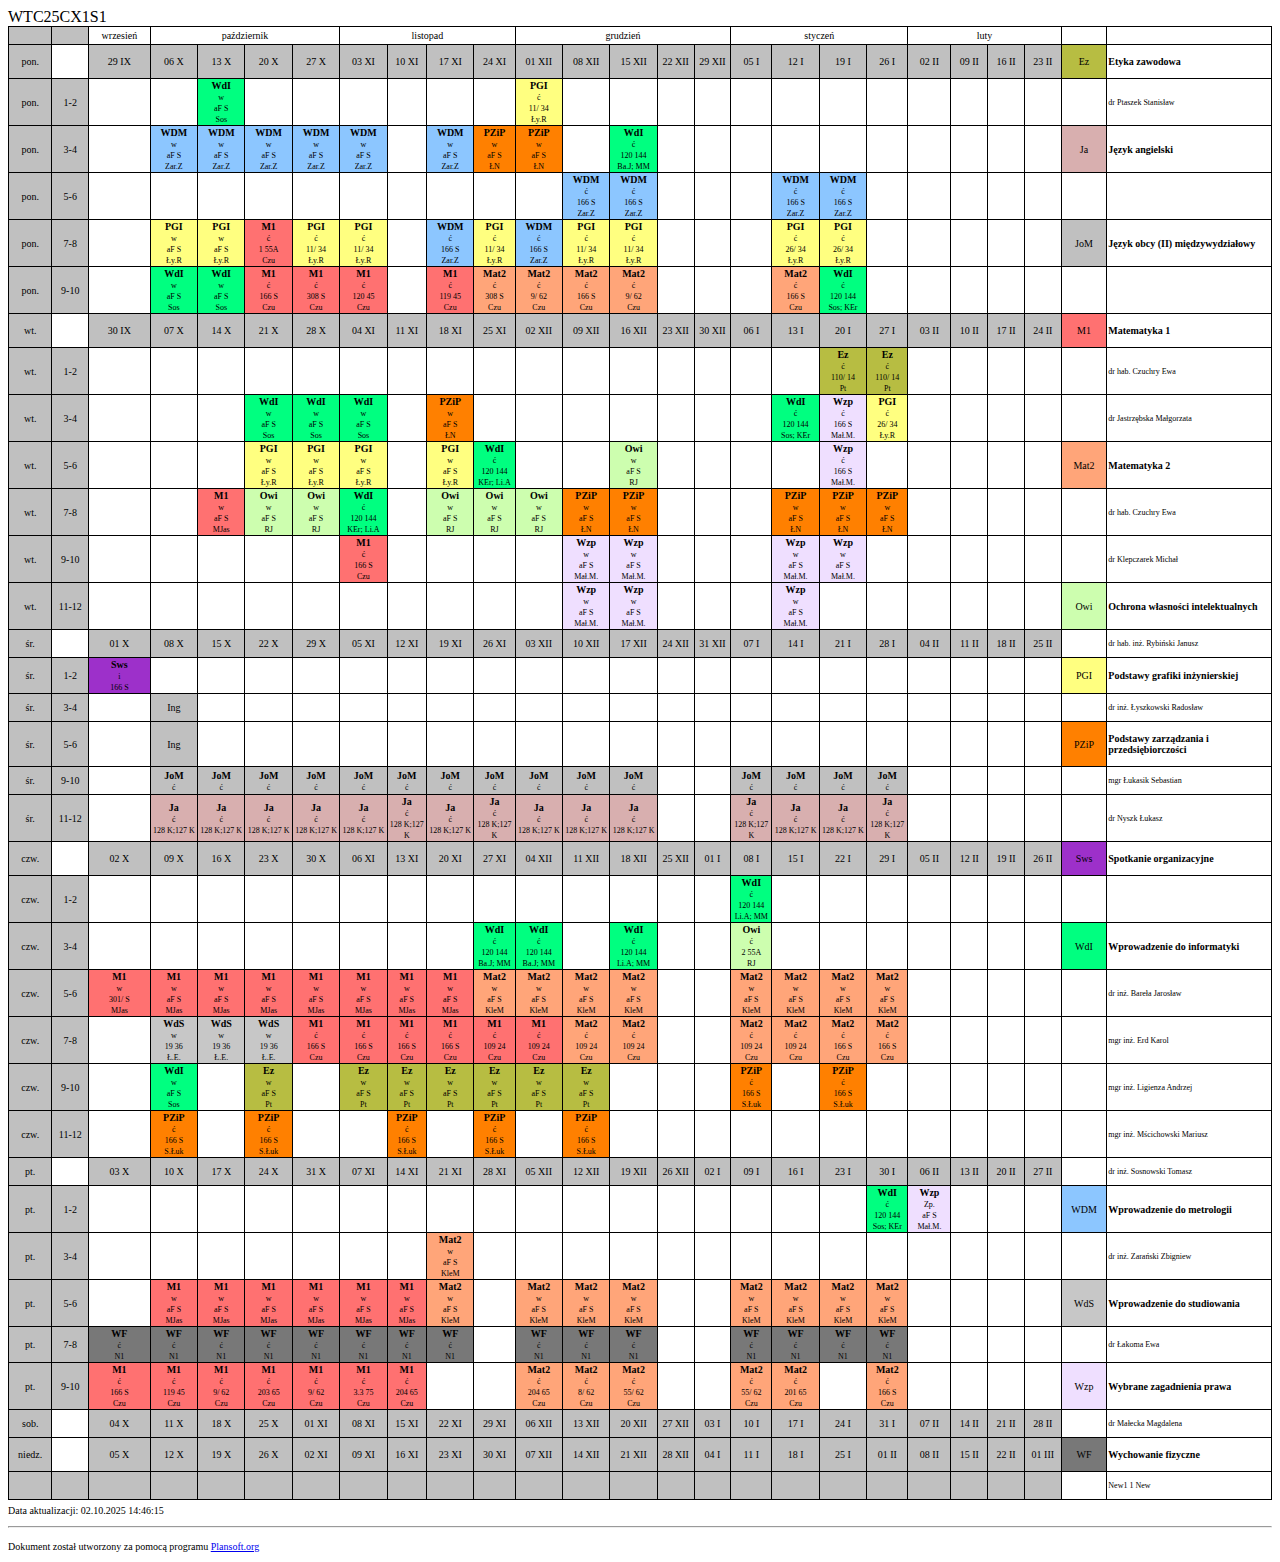 WTC25CX1S1
wrzesień październik listopad grudzień styczeń luty
pon. 29 IX 06 X 13 X 20 X 27 X 03 XI 10 XI 17 XI 24 XI 01 XII 08 XII 15 XII 22 XII 29 XII 05 I 12 I 19 I 26 I 02 II 09 II 16 II 23 II Ez Etyka zawodowa
WdI PGI
w ć
pon. 1-2 aF S 11/ 34 dr Ptaszek Stanisław
Sos Ły.R
WDM WDM WDM WDM WDM WDM PZiP PZiP WdI
w w w w w w w w ć
pon. 3-4 aF S aF S aF S aF S aF S aF S aF S aF S 120 144 Ja Język angielski
Zar.Z Zar.Z Zar.Z Zar.Z Zar.Z Zar.Z ŁN ŁN Ba.J; MM
WDM WDM WDM WDM
ć ć ć ć
pon. 5-6 166 S 166 S 166 S 166 S
Zar.Z Zar.Z Zar.Z Zar.Z
PGI PGI M1 PGI PGI WDM PGI WDM PGI PGI PGI PGI
w w ć ć ć ć ć ć ć ć ć ć
pon. 7-8 aF S aF S 1 55A 11/ 34 11/ 34 166 S 11/ 34 166 S 11/ 34 11/ 34 26/ 34 26/ 34 JoM Język obcy (II) międzywydziałowy
Ły.R Ły.R Czu Ły.R Ły.R Zar.Z Ły.R Zar.Z Ły.R Ły.R Ły.R Ły.R
WdI WdI M1 M1 M1 M1 Mat2 Mat2 Mat2 Mat2 Mat2 WdI
w w ć ć ć ć ć ć ć ć ć ć
pon. 9-10 aF S aF S 166 S 308 S 120 45 119 45 308 S 9/ 62 166 S 9/ 62 166 S 120 144
Sos Sos Czu Czu Czu Czu Czu Czu Czu Czu Czu Sos; KEr
wt. 30 IX 07 X 14 X 21 X 28 X 04 XI 11 XI 18 XI 25 XI 02 XII 09 XII 16 XII 23 XII 30 XII 06 I 13 I 20 I 27 I 03 II 10 II 17 II 24 II M1 Matematyka 1
Ez Ez
ć ć
wt. 1-2 110/ 14 110/ 14 dr hab. Czuchry Ewa
Pt Pt
WdI WdI WdI PZiP WdI Wzp PGI
w w w w ć ć ć
wt. 3-4 aF S aF S aF S aF S 120 144 166 S 26/ 34 dr Jastrzębska Małgorzata
Sos Sos Sos ŁN Sos; KEr Mał.M. Ły.R
PGI PGI PGI PGI WdI Owi Wzp
w w w w ć w ć
wt. 5-6 aF S aF S aF S aF S 120 144 aF S 166 S Mat2 Matematyka 2
Ły.R Ły.R Ły.R Ły.R KEr; Li.A RJ Mał.M.
M1 Owi Owi WdI Owi Owi Owi PZiP PZiP PZiP PZiP PZiP
w w w ć w w w w w w w w
wt. 7-8 aF S aF S aF S 120 144 aF S aF S aF S aF S aF S aF S aF S aF S dr hab. Czuchry Ewa
MJas RJ RJ KEr; Li.A RJ RJ RJ ŁN ŁN ŁN ŁN ŁN
M1 Wzp Wzp Wzp Wzp
ć w w w w
wt. 9-10 166 S aF S aF S aF S aF S dr Klepczarek Michał
Czu Mał.M. Mał.M. Mał.M. Mał.M.
Wzp Wzp Wzp
w w w
wt. 11-12 aF S aF S aF S Owi Ochrona własności intelektualnych
Mał.M. Mał.M. Mał.M.
śr. 01 X 08 X 15 X 22 X 29 X 05 XI 12 XI 19 XI 26 XI 03 XII 10 XII 17 XII 24 XII 31 XII 07 I 14 I 21 I 28 I 04 II 11 II 18 II 25 II dr hab. inż. Rybiński Janusz
Sws
śr. 1-2 i PGI Podstawy grafiki inżynierskiej
166 S
śr. 3-4 Ing dr inż. Łyszkowski Radosław
śr. 5-6 Ing PZiP Podstawy zarządzania i
przedsiębiorczości
śr. 9-10 JoM JoM JoM JoM JoM JoM JoM JoM JoM JoM JoM JoM JoM JoM JoM mgr Łukasik Sebastian
ć ć ć ć ć ć ć ć ć ć ć ć ć ć ć
Ja Ja Ja Ja Ja Ja Ja Ja Ja Ja Ja Ja Ja Ja Ja
ć ć ć ć ć ć ć ć ć ć ć ć ć ć ć
śr. 11-12 128 K;127 K 128 K;127 K 128 K;127 K 128 K;127 K 128 K;127 K 128 K;127 128 K;127 K 128 K;127 128 K;127 K 128 K;127 K 128 K;127 K 128 K;127 128 K;127 K 128 K;127 K 128 K;127 dr Nyszk Łukasz
K K K K
czw. 02 X 09 X 16 X 23 X 30 X 06 XI 13 XI 20 XI 27 XI 04 XII 11 XII 18 XII 25 XII 01 I 08 I 15 I 22 I 29 I 05 II 12 II 19 II 26 II Sws Spotkanie organizacyjne
WdI
ć
czw. 1-2 120 144
Li.A; MM
WdI WdI WdI Owi
ć ć ć ć
czw. 3-4 120 144 120 144 120 144 2 55A WdI Wprowadzenie do informatyki
Ba.J; MM Ba.J; MM Li.A; MM RJ
M1 M1 M1 M1 M1 M1 M1 M1 Mat2 Mat2 Mat2 Mat2 Mat2 Mat2 Mat2 Mat2
w w w w w w w w w w w w w w w w
czw. 5-6 301/ S aF S aF S aF S aF S aF S aF S aF S aF S aF S aF S aF S aF S aF S aF S aF S dr inż. Bareła Jarosław
MJas MJas MJas MJas MJas MJas MJas MJas KleM KleM KleM KleM KleM KleM KleM KleM
WdS WdS WdS M1 M1 M1 M1 M1 M1 Mat2 Mat2 Mat2 Mat2 Mat2 Mat2
w w w ć ć ć ć ć ć ć ć ć ć ć ć
czw. 7-8 19 36 19 36 19 36 166 S 166 S 166 S 166 S 109 24 109 24 109 24 109 24 109 24 109 24 166 S 166 S mgr inż. Erd Karol
Ł.E. Ł.E. Ł.E. Czu Czu Czu Czu Czu Czu Czu Czu Czu Czu Czu Czu
WdI Ez Ez Ez Ez Ez Ez Ez PZiP PZiP
w w w w w w w w ć ć
czw. 9-10 aF S aF S aF S aF S aF S aF S aF S aF S 166 S 166 S mgr inż. Ligienza Andrzej
Sos Pt Pt Pt Pt Pt Pt Pt S.Łuk S.Łuk
PZiP PZiP PZiP PZiP PZiP
ć ć ć ć ć
czw. 11-12 166 S 166 S 166 S 166 S 166 S mgr inż. Mścichowski Mariusz
S.Łuk S.Łuk S.Łuk S.Łuk S.Łuk
pt. 03 X 10 X 17 X 24 X 31 X 07 XI 14 XI 21 XI 28 XI 05 XII 12 XII 19 XII 26 XII 02 I 09 I 16 I 23 I 30 I 06 II 13 II 20 II 27 II dr inż. Sosnowski Tomasz
WdI Wzp
ć Zp.
pt. 1-2 120 144 aF S WDM Wprowadzenie do metrologii
Sos; KEr Mał.M.
Mat2
w
pt. 3-4 aF S dr inż. Zarański Zbigniew
KleM
M1 M1 M1 M1 M1 M1 Mat2 Mat2 Mat2 Mat2 Mat2 Mat2 Mat2 Mat2
w w w w w w w w w w w w w w
pt. 5-6 aF S aF S aF S aF S aF S aF S aF S aF S aF S aF S aF S aF S aF S aF S WdS Wprowadzenie do studiowania
MJas MJas MJas MJas MJas MJas KleM KleM KleM KleM KleM KleM KleM KleM
WF WF WF WF WF WF WF WF WF WF WF WF WF WF WF
pt. 7-8 ć ć ć ć ć ć ć ć ć ć ć ć ć ć ć dr Łakoma Ewa
N1 N1 N1 N1 N1 N1 N1 N1 N1 N1 N1 N1 N1 N1 N1
M1 M1 M1 M1 M1 M1 M1 Mat2 Mat2 Mat2 Mat2 Mat2 Mat2
ć ć ć ć ć ć ć ć ć ć ć ć ć
pt. 9-10 166 S 119 45 9/ 62 203 65 9/ 62 3.3 75 204 65 204 65 8/ 62 55/ 62 55/ 62 201 65 166 S Wzp Wybrane zagadnienia prawa
Czu Czu Czu Czu Czu Czu Czu Czu Czu Czu Czu Czu Czu
sob. 04 X 11 X 18 X 25 X 01 XI 08 XI 15 XI 22 XI 29 XI 06 XII 13 XII 20 XII 27 XII 03 I 10 I 17 I 24 I 31 I 07 II 14 II 21 II 28 II dr Małecka Magdalena
niedz. 05 X 12 X 19 X 26 X 02 XI 09 XI 16 XI 23 XI 30 XI 07 XII 14 XII 21 XII 28 XII 04 I 11 I 18 I 25 I 01 II 08 II 15 II 22 II 01 III WF Wychowanie fizyczne
New1 1 New
Data aktualizacji: 02.10.2025 14:46:15
Dokument został utworzony za pomocą programu Plansoft.org